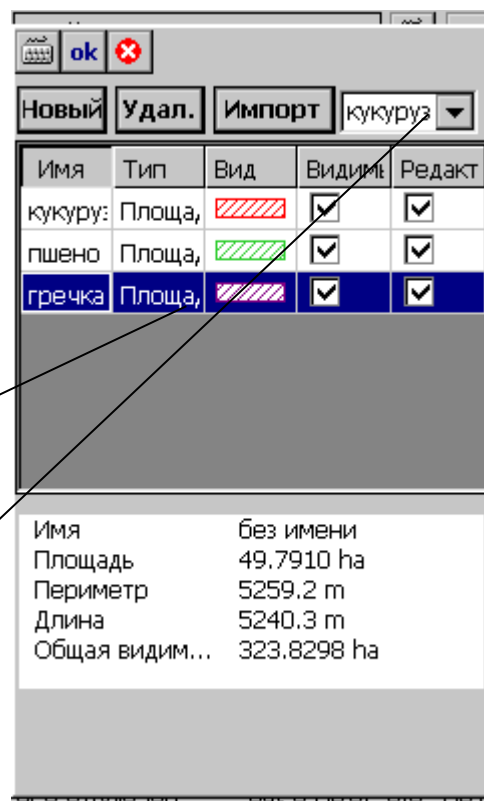 ok
Новый Удал. Импорт кукуруз
Имя Тип Вид Видимь Редакт
кукуруз Площа,
пшено Площа,
гречка Площа,
Имя без имени
Площадь 49.7910 ha
Периметр 5259.2 m
Длина 5240.3 m
Общая видим... 323.8298 ha